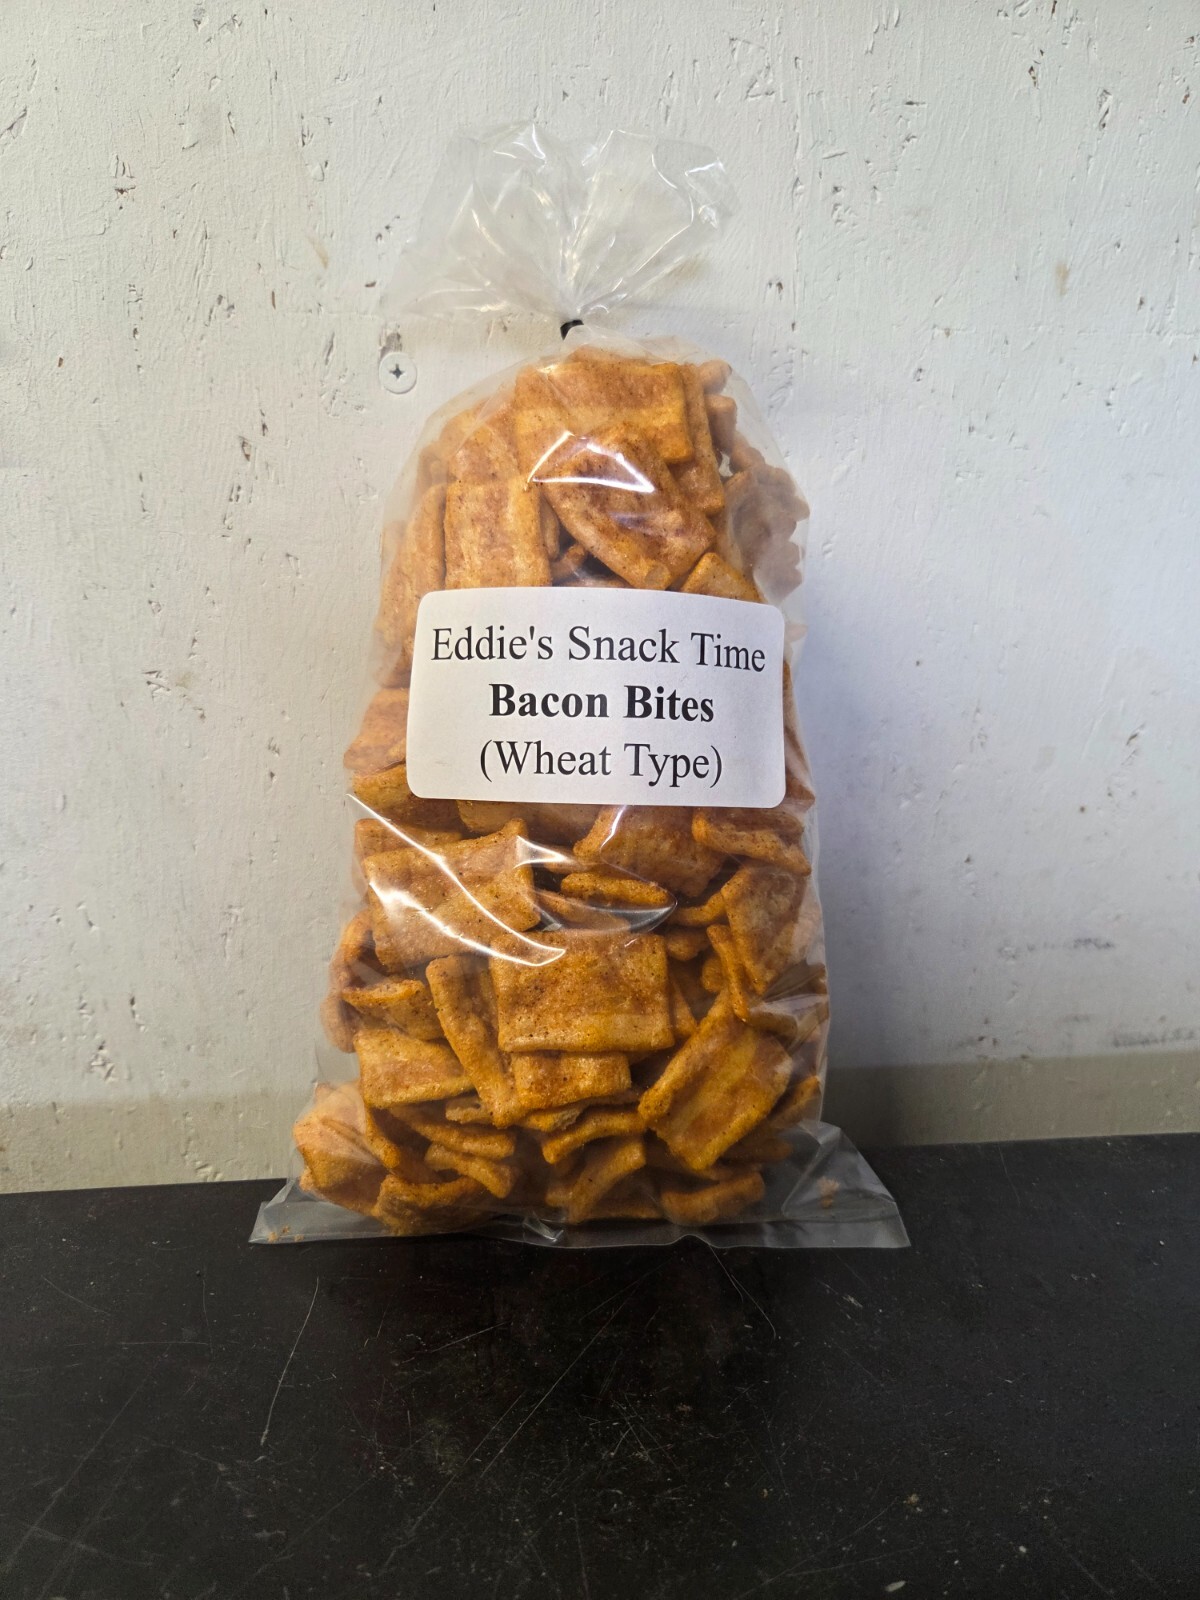 Eddie's Snack Time
Bacon Bites
(Wheat Type)